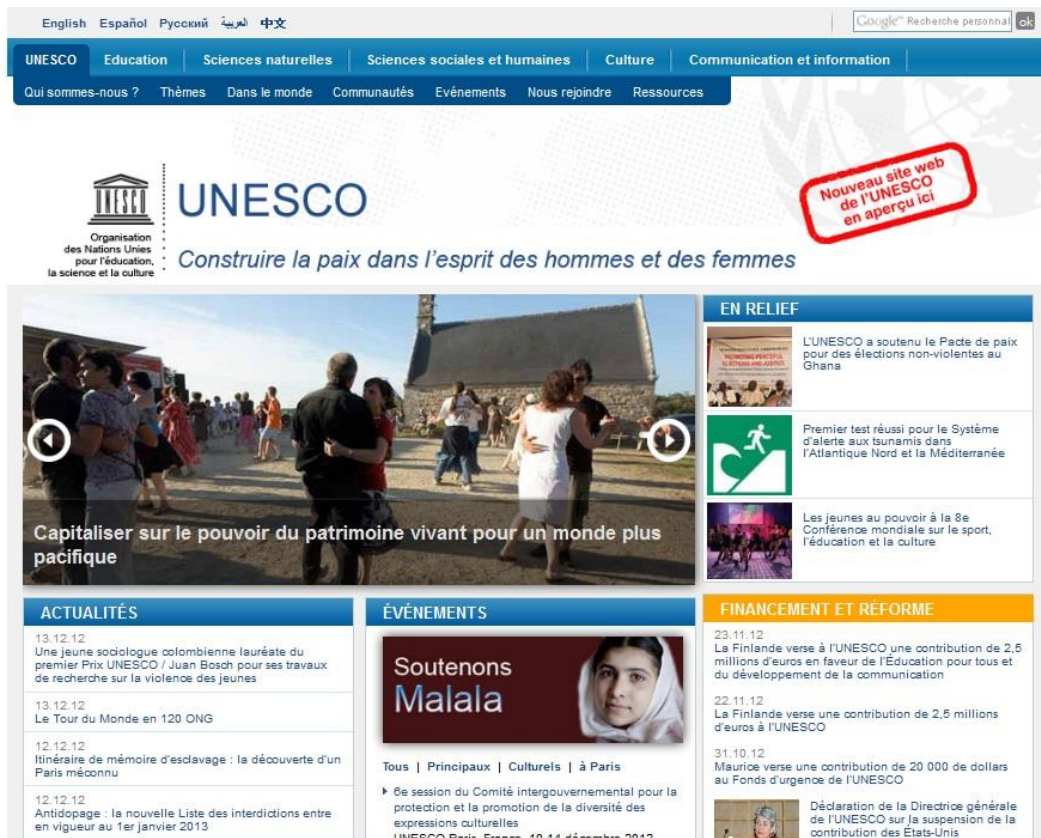 English Español Русский العربية 中文
Google Recherche personnal ok
UNESCO Education Sciences naturelles Sciences sociales et humaines Culture Communication et information
Qui sommes-nous ? Thèmes Dans le monde Communautés Evénements Nous rejoindre Ressources
UNESCO
Organisation
des Nations Unies
pour l'éducation,
la science et la culture
UNESCO
Construire la paix dans l'esprit des hommes et des femmes
Nouveau site web
de l'UNESCO
en aperçu ici
Capitaliser sur le pouvoir du patrimoine vivant pour un monde plus
pacifique
EN RELIEF
PROMOTING PEACEFUL
ELECTIONS AND JUSTICE
L'UNESCO a soutenu le Pacte de paix
pour des élections non-violentes au
Ghana
Premier test réussi pour le Système
d'alerte aux tsunamis dans
l'Atlantique Nord et la Méditerranée
Les jeunes au pouvoir à la 8e
Conférence mondiale sur le sport,
l'éducation et la culture
ACTUALITÉS
13.12.12
Une jeune sociologue colombienne lauréate du
premier Prix UNESCO / Juan Bosch pour ses travaux
de recherche sur la violence des jeunes
13.12.12
Le Tour du Monde en 120 ONG
12.12.12
Itinéraire de mémoire d'esclavage : la découverte d'un
Paris méconnu
12.12.12
Antidopage : la nouvelle Liste des interdictions entre
en vigueur au 1er janvier 2013
ÉVÉNEMENTS
Soutenons
Malala
Tous | Principaux | Culturels | à Paris
6e session du Comité intergouvernemental pour la
protection et la promotion de la diversité des
expressions culturelles
UNESCO Paris, France, 10-14 décembre 2012
FINANCEMENT ET RÉFORME
23.11.12
La Finlande verse à l'UNESCO une contribution de 2,5
millions d'euros en faveur de l'Éducation pour tous et
du développement de la communication
22.11.12
La Finlande verse une contribution de 2,5 millions
d'euros à l'UNESCO
31.10.12
Maurice verse une contribution de 20 000 de dollars
au Fonds d'urgence de l'UNESCO
Déclaration de la Directrice générale
de l'UNESCO sur la suspension de la
contribution des États-Unis